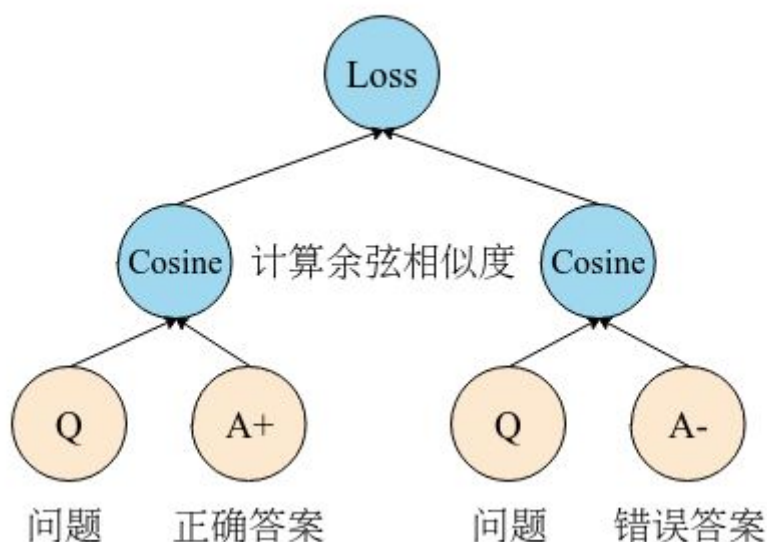 Loss
Cosine 计算余弦相似度 Cosine
Q A+ Q A-
问题 正确答案 问题 错误答案